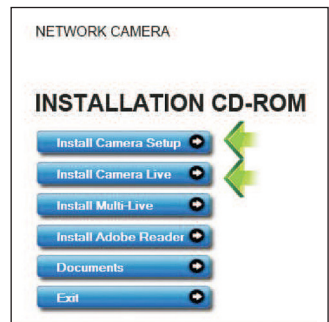 NETWORK CAMERA
INSTALLATION CD-ROM
Install Camera Setup
Install Camera Live
Install Multi-Live
Install Adobe Reader
Documents
Exit